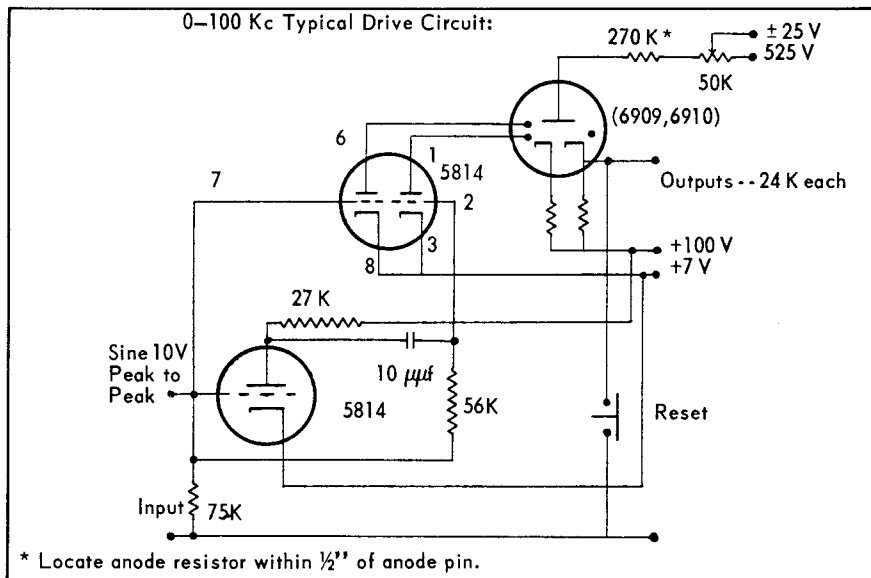 0–100 Kc Typical Drive Circuit:
270 K *
± 25 V
525 V
50K
(6909,6910)
6
1
5814
7
2
Outputs -- 24 K each
3
+100 V
8
+7 V
27 K
Sine 10V
Peak to
Peak
10 μμf
56K
5814
Reset
Input
75K
* Locate anode resistor within ½'' of anode pin.